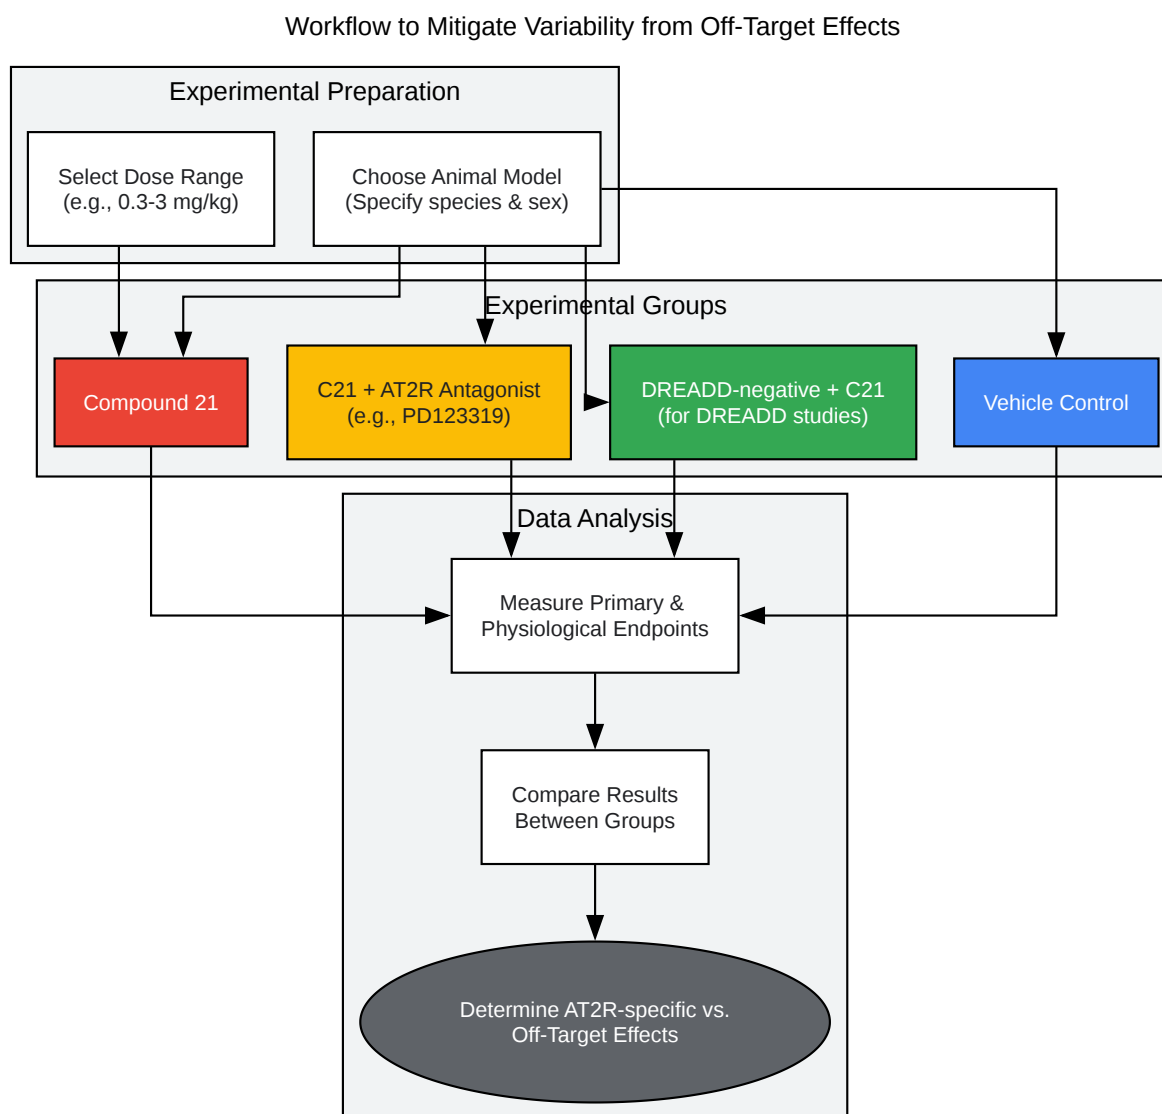 Workflow to Mitigate Variability from Off-Target Effects
Experimental Preparation
Select Dose Range
(e.g., 0.3-3 mg/kg)
Choose Animal Model
(Specify species & sex)
Experimental Groups
Compound 21
C21 + AT2R Antagonist
(e.g., PD123319)
DREADD-negative + C21
(for DREADD studies)
Vehicle Control
Data Analysis
Measure Primary &
Physiological Endpoints
Compare Results
Between Groups
Determine AT2R-specific vs.
Off-Target Effects